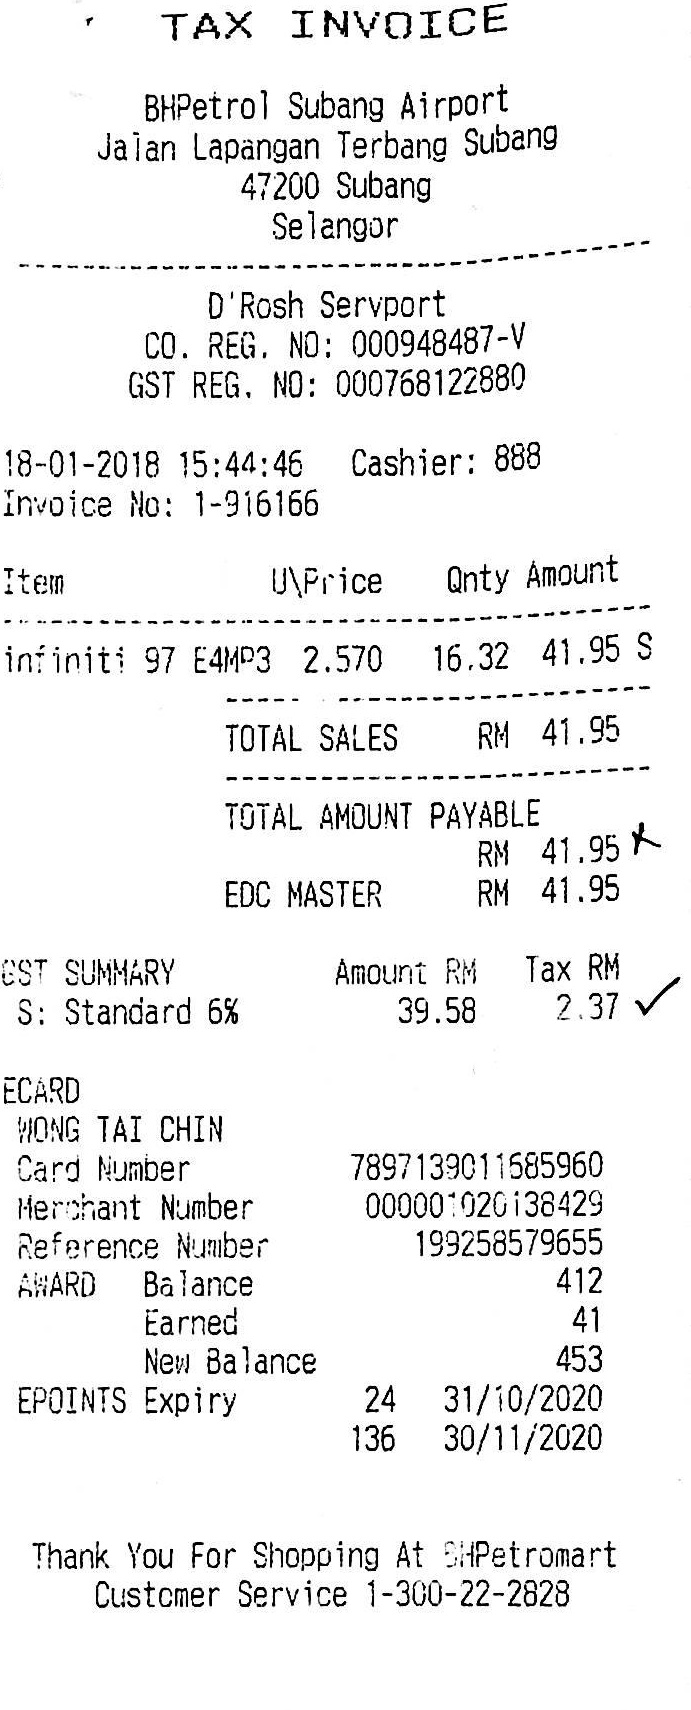 TAX INVOICE
BHPetrol Subang Airport
Jalan Lapangan Terbang Subang
47200 Subang
Selangor
D'Rosh Servport
CO. REG. NO: 000948487-V
GST REG. NO: 000768122880
18-01-2018 15:44:46 Cashier: 888
Invoice No: 1-916166
Item U\Price Qnty Amount
infiniti 97 E4MP3 2.570 16.32 41.95 S
TOTAL SALES RM 41.95
TOTAL AMOUNT PAYABLE
RM 41.95
EDC MASTER RM 41.95
GST SUMMARY Amount RM Tax RM
S: Standard 6% 39.58 2.37
ECARD
WONG TAI CHIN
Card Number 7897139011685960
Merchant Number 000001020138429
Reference Number 199258579655
AWARD Balance 412
Earned 41
New Balance 453
EPOINTS Expiry 24 31/10/2020
136 30/11/2020
Thank You For Shopping At BHPetromart
Customer Service 1-300-22-2828